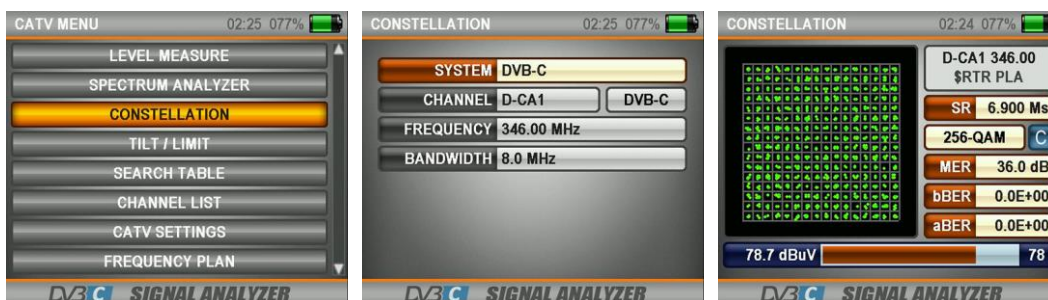 CATV MENU 02:25 077%
LEVEL MEASURE
SPECTRUM ANALYZER
CONSTELLATION
TILT / LIMIT
SEARCH TABLE
CHANNEL LIST
CATV SETTINGS
FREQUENCY PLAN
DVB C SIGNAL ANALYZER
CONSTELLATION 02:25 077%
SYSTEM DVB-C
CHANNEL D-CA1 DVB-C
FREQUENCY 346.00 MHz
BANDWIDTH 8.0 MHz
DVB C SIGNAL ANALYZER
CONSTELLATION 02:24 077%
D-CA1 346.00
$RTR PLA
SR 6.900 Ms
256-QAM C
MER 36.0 dB
bBER 0.0E+00
aBER 0.0E+00
78.7 dBuV 78
DVB C SIGNAL ANALYZER